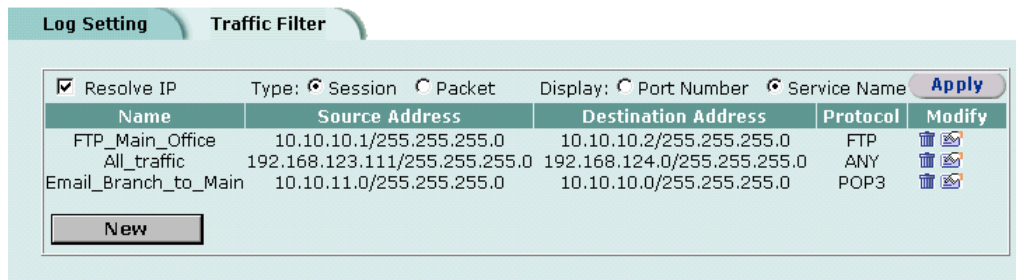 Log Setting Traffic Filter
Resolve IP Type: Session Packet Display: Port Number Service Name Apply
Name Source Address Destination Address Protocol Modify
FTP_Main_Office 10.10.10.1/255.255.255.0 10.10.10.2/255.255.255.0 FTP
All_traffic 192.168.123.111/255.255.255.0 192.168.124.0/255.255.255.0 ANY
Email_Branch_to_Main 10.10.11.0/255.255.255.0 10.10.10.0/255.255.255.0 POP3
New